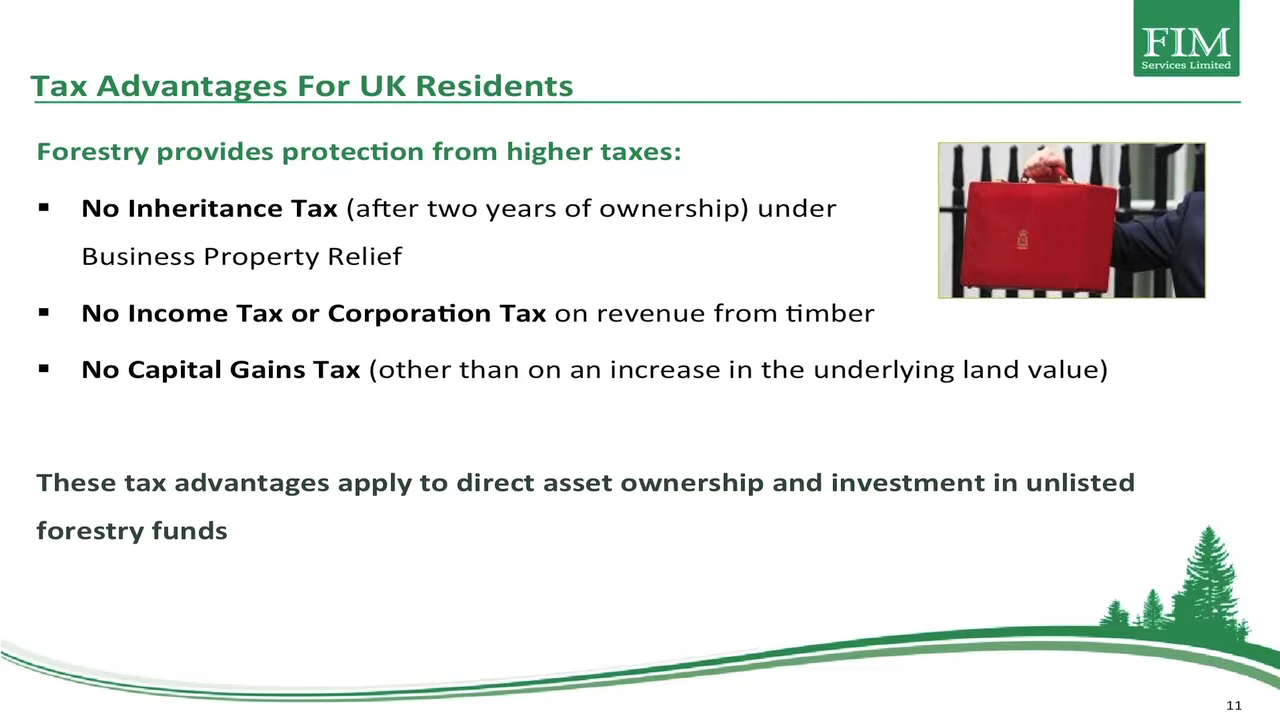 FIM
Services Limited
Tax Advantages For UK Residents
Forestry provides protection from higher taxes:
▪ No Inheritance Tax (after two years of ownership) under
Business Property Relief
▪ No Income Tax or Corporation Tax on revenue from timber
▪ No Capital Gains Tax (other than on an increase in the underlying land value)
These tax advantages apply to direct asset ownership and investment in unlisted
forestry funds
11